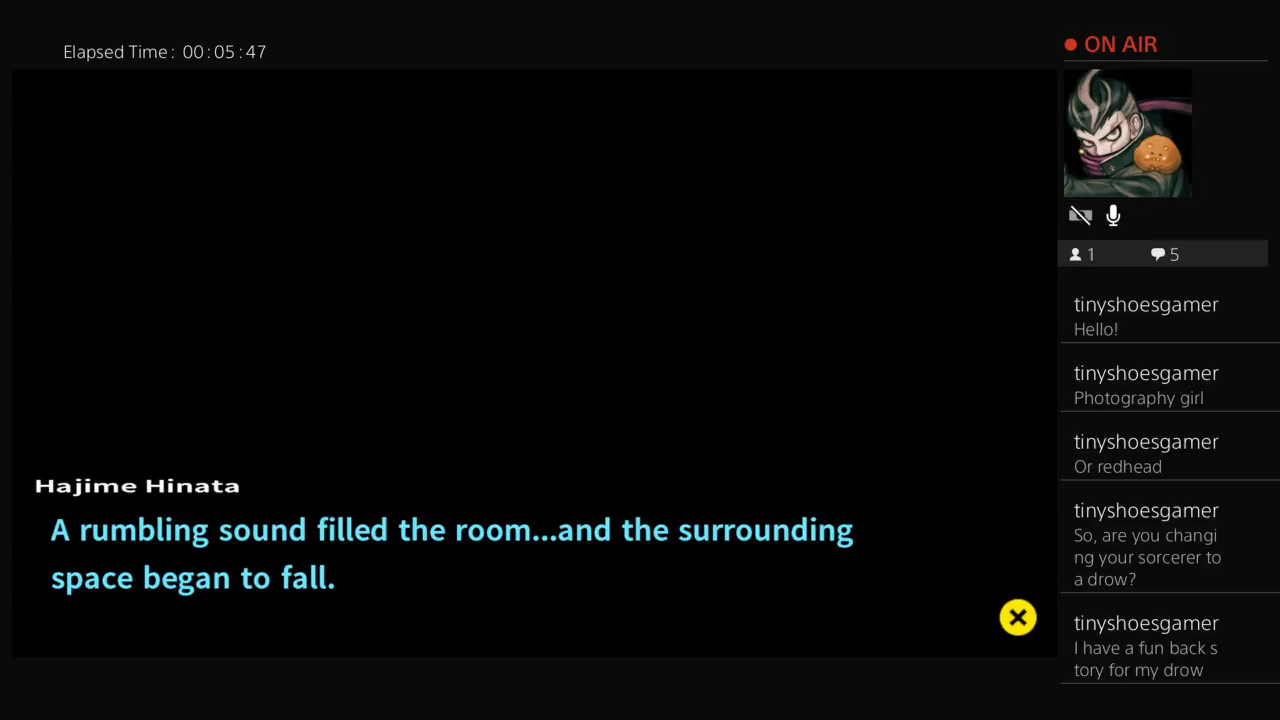 Elapsed Time: 00:05:47
ON AIR
1
5
tinyshoesgamer
Hello!
tinyshoesgamer
Photography girl
tinyshoesgamer
Or redhead
tinyshoesgamer
So, are you changi
ng your sorcerer to
a drow?
tinyshoesgamer
I have a fun back s
tory for my drow
Hajime Hinata
A rumbling sound filled the room...and the surrounding
space began to fall.